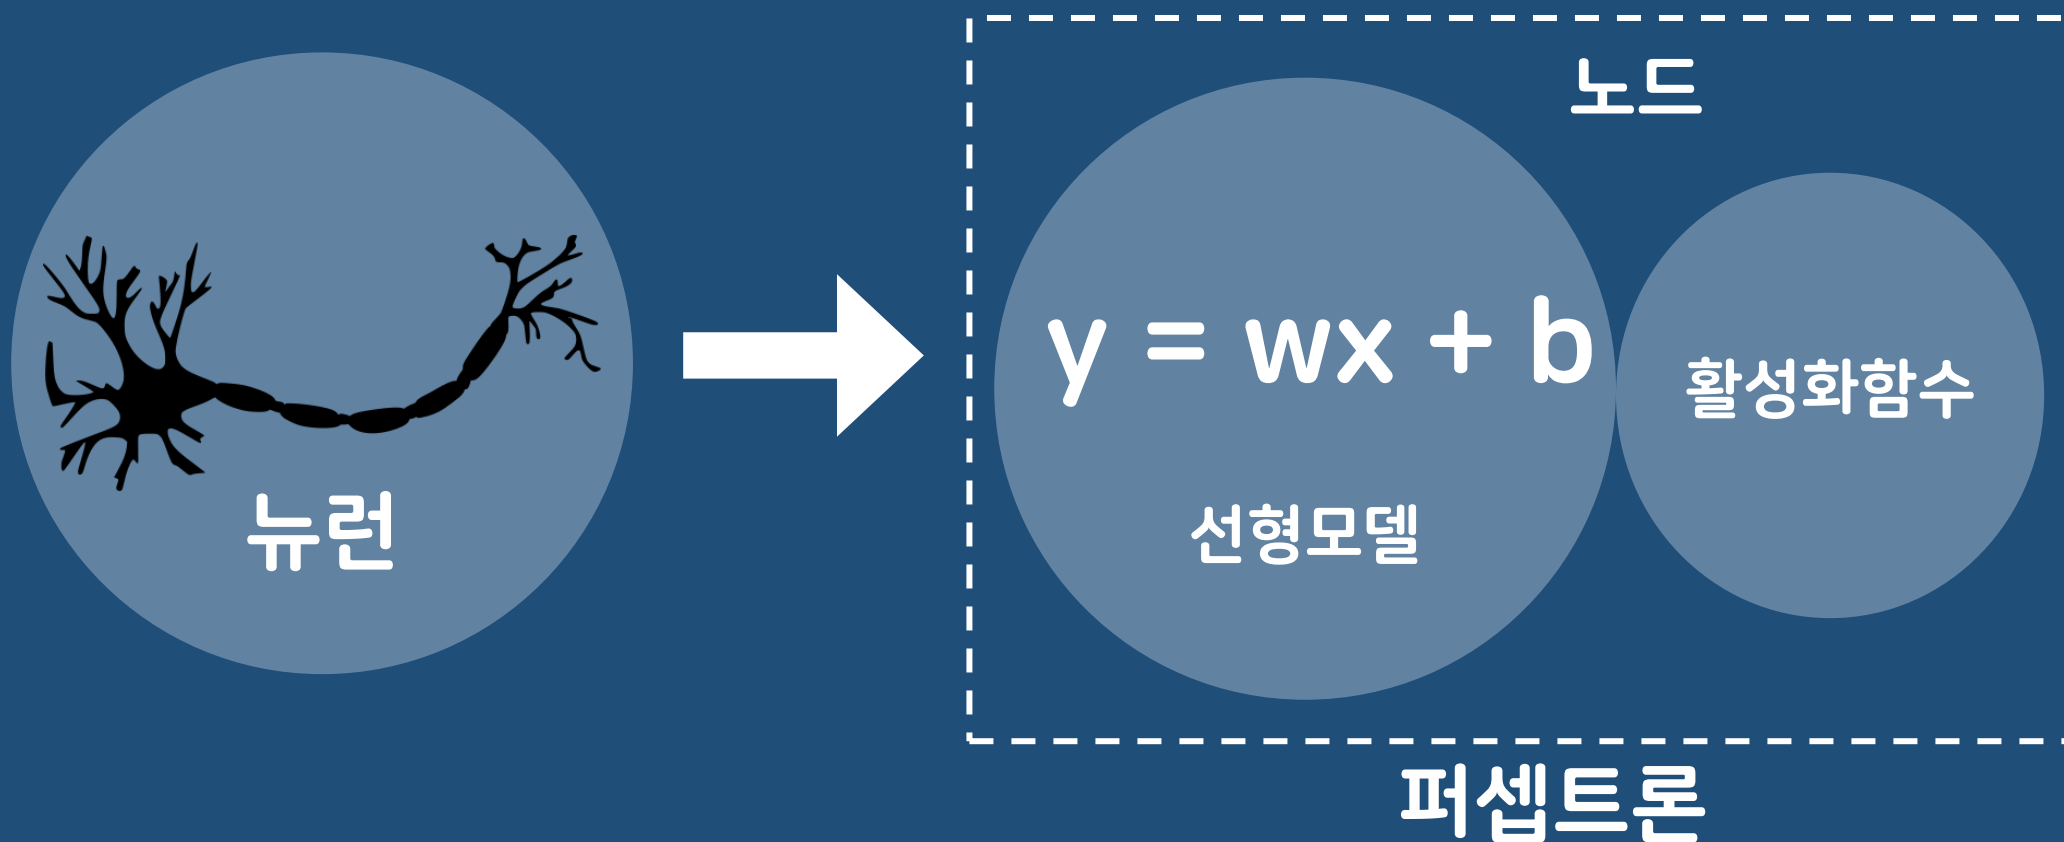 뉴런
노드
y = wx + b
선형모델
활성화함수
퍼셉트론